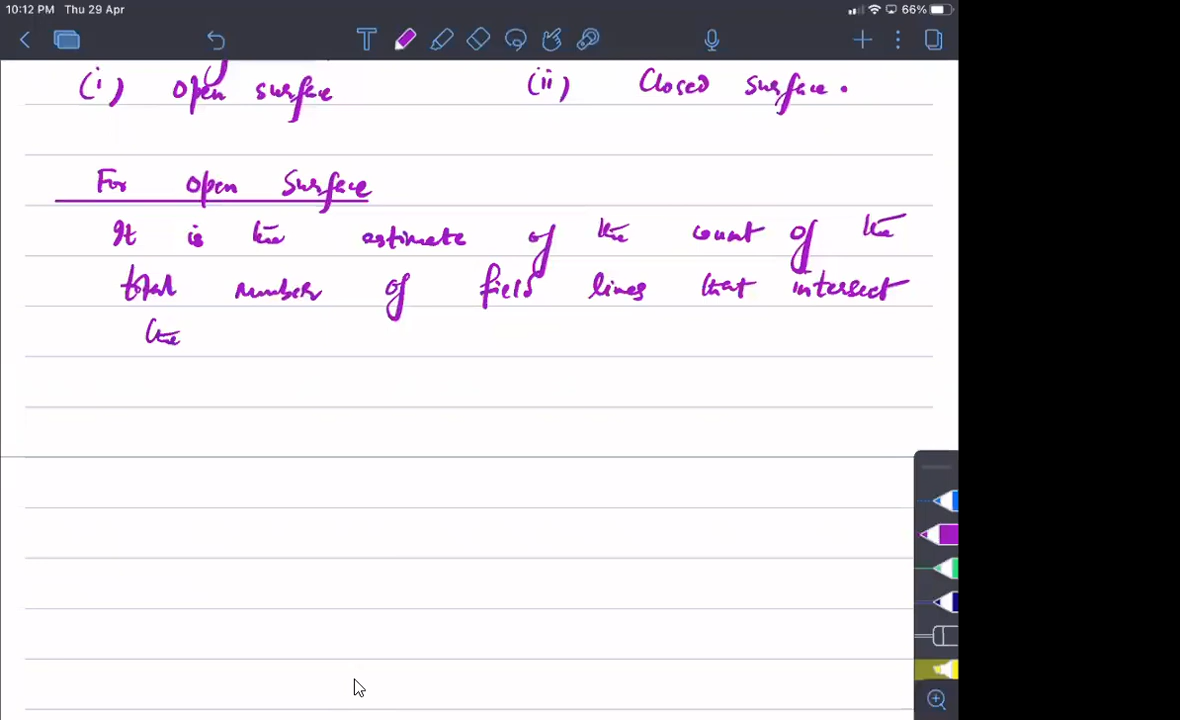 10:12 PM Thu 29 Apr 66%
(i) open surface (ii) Closed surface.
For open Surface
It is the estimate of the count of the
total number of field lines that intersect
the